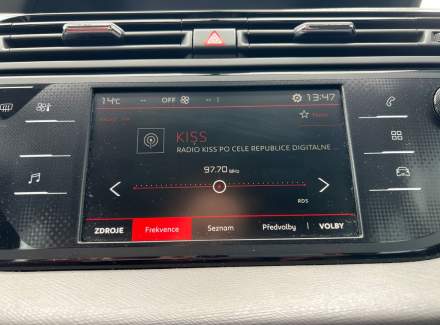 14°C -- OFF -- 13:47
KISS
RADIO KISS PO CELE REPUBLICE DIGITALNE
97.70 MHz
RDS
ZDROJE Frekvence Seznam Předvolby VOLBY